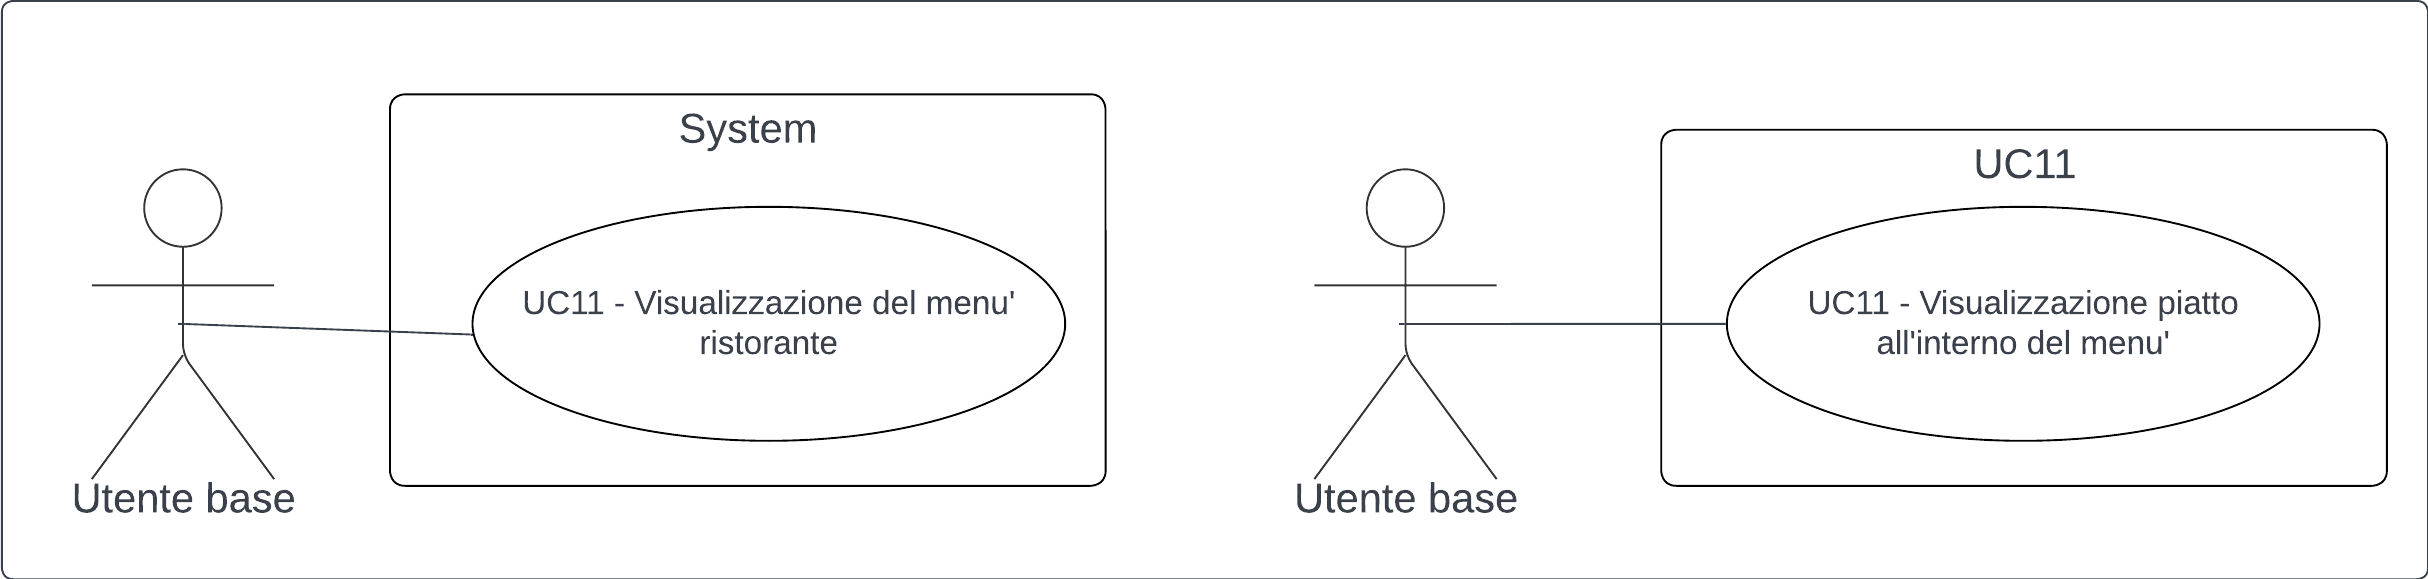 System
UC11 - Visualizzazione del menu'
ristorante
Utente base
UC11
UC11 - Visualizzazione piatto
all'interno del menu'
Utente base